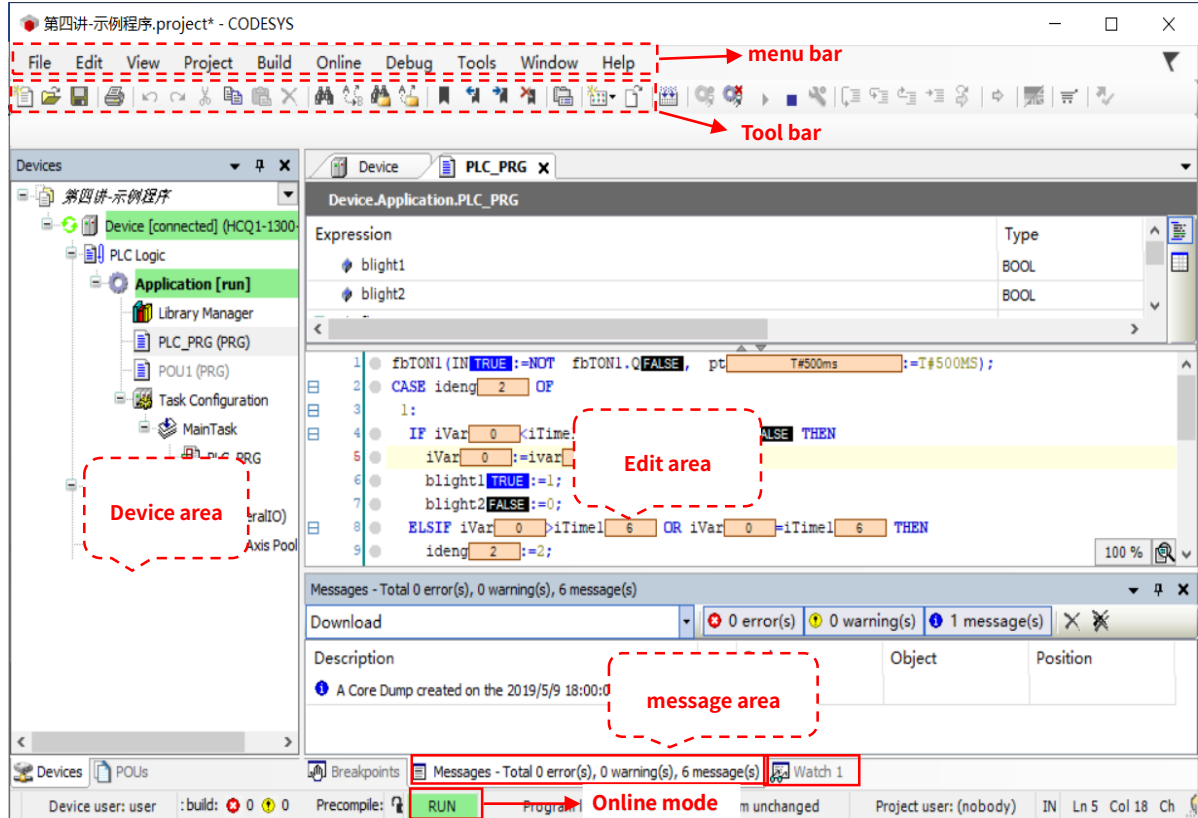 第四讲-示例程序.project* - CODESYS
File Edit View Project Build Online Debug Tools Window Help
menu bar
Tool bar
Devices
第四讲-示例程序
Device [connected] (HCQ1-1300-
PLC Logic
Application [run]
Library Manager
PLC_PRG (PRG)
POU1 (PRG)
Task Configuration
MainTask
PLC_PRG
eralIO)
Axis Pool
Device area
Device PLC_PRG
Device.Application.PLC_PRG
Expression Type
blight1 BOOL
blight2 BOOL
1 fbTON1(IN TRUE :=NOT fbTON1.Q FALSE , pt T#500ms :=T#500MS);
2 CASE ideng 2 OF
3 1:
4 IF iVar 0 <iTime ALSE THEN
5 iVar 0 :=ivar
6 blight1 TRUE :=1;
7 blight2 FALSE :=0;
8 ELSIF iVar 0 >iTime1 6 OR iVar 0 =iTime1 6 THEN
9 ideng 2 :=2;
Edit area
100 %
Messages - Total 0 error(s), 0 warning(s), 6 message(s)
Download 0 error(s) 0 warning(s) 1 message(s)
Description Object Position
A Core Dump created on the 2019/5/9 18:00:0
message area
Devices POUs
Breakpoints Messages - Total 0 error(s), 0 warning(s), 6 message(s) Watch 1
Device user: user : build: 0 0 Precompile: RUN Program Online mode m unchanged Project user: (nobody) IN Ln 5 Col 18 Ch